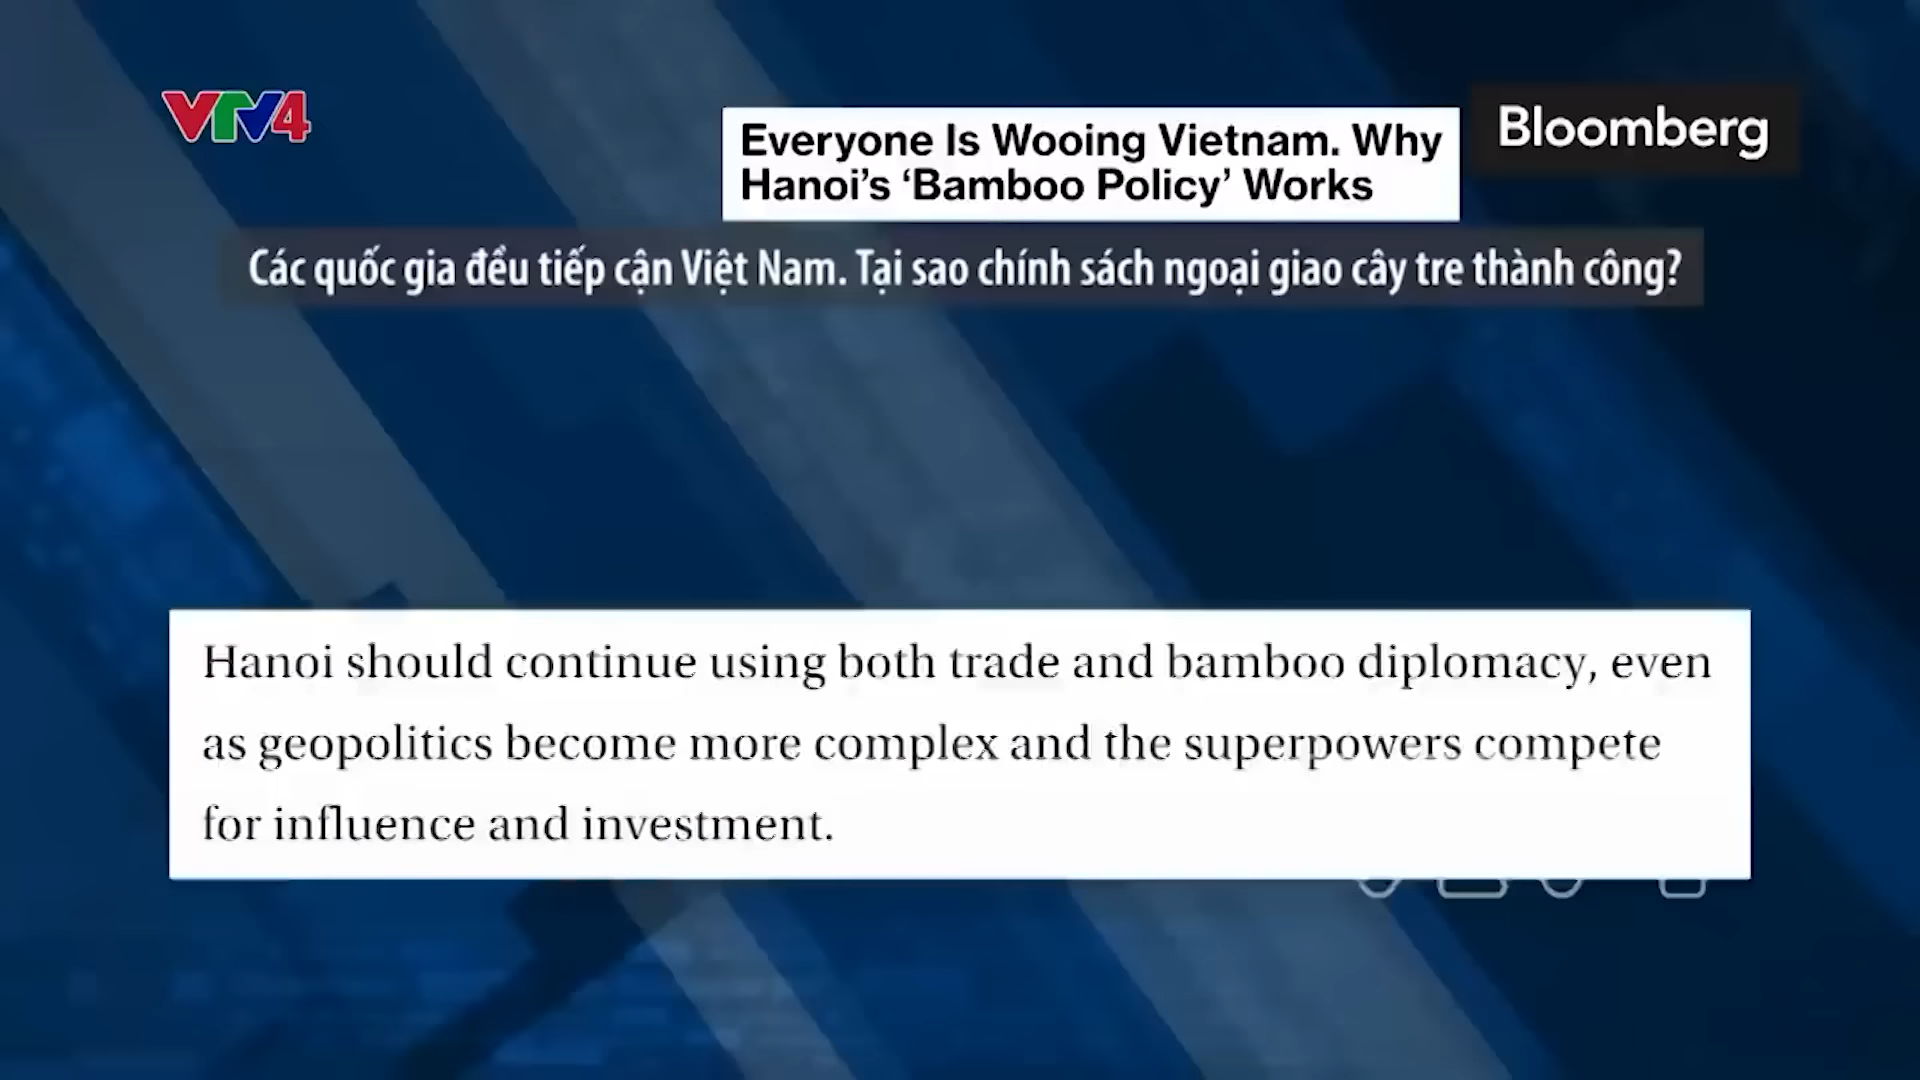 VTV4
Everyone Is Wooing Vietnam. Why
Hanoi’s ‘Bamboo Policy’ Works
Bloomberg
Các quốc gia đều tiếp cận Việt Nam. Tại sao chính sách ngoại giao cây tre thành công?
Hanoi should continue using both trade and bamboo diplomacy, even
as geopolitics become more complex and the superpowers compete
for influence and investment.